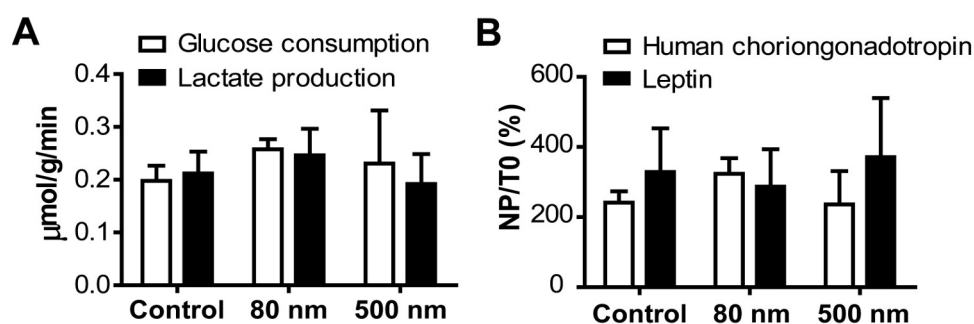 A
Glucose consumption
Lactate production
μmol/g/min
0.4
0.3
0.2
0.1
0.0
Control 80 nm 500 nm
B
Human choriongonadotropin
Leptin
NP/T0 (%)
600
400
200
0
Control 80 nm 500 nm